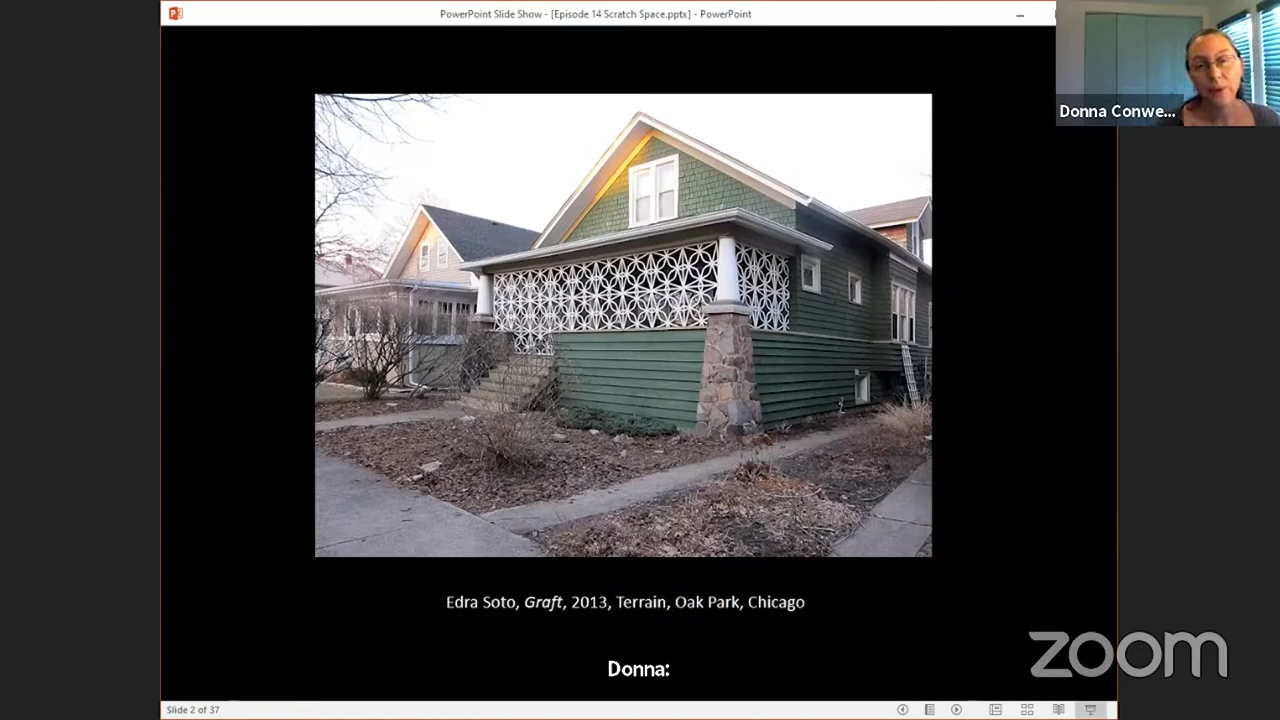 PowerPoint Slide Show - [Episode 14 Scratch Space.pptx] - PowerPoint
Donna Conwe...
Edra Soto, Graft, 2013, Terrain, Oak Park, Chicago
zoom
Donna:
Slide 2 of 37